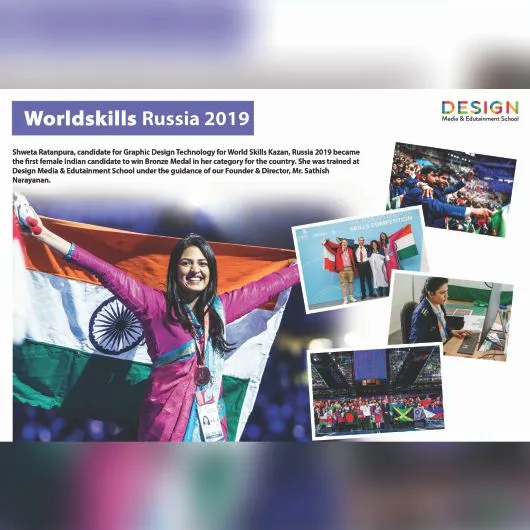 Worldskills Russia 2019
DESIGN
Media & Edutainment School
Shweta Ratanpura, candidate for Graphic Design Technology for World Skills Kazan, Russia 2019 became
the first female Indian candidate to win Bronze Medal in her category for the country. She was trained at
Design Media & Edutainment School under the guidance of our Founder & Director, Mr. Sathish
Narayanan.
SKILLS COMPETITION